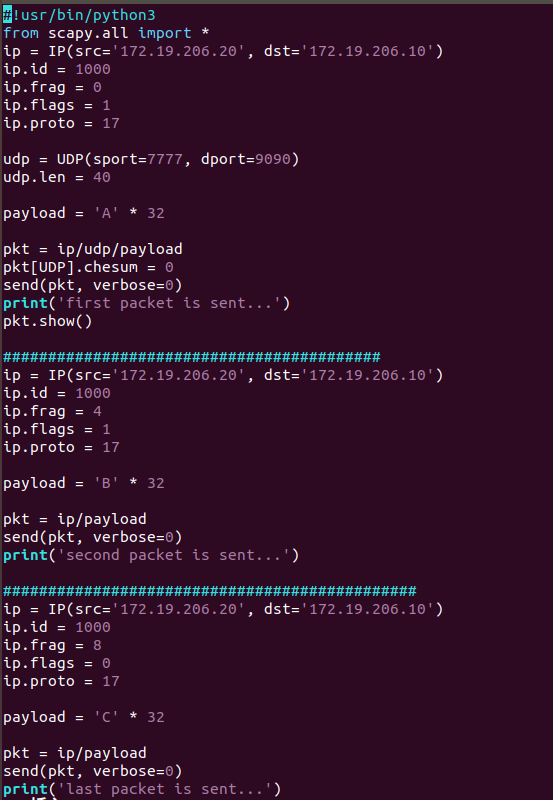 #!usr/bin/python3
from scapy.all import *
ip = IP(src='172.19.206.20', dst='172.19.206.10')
ip.id = 1000
ip.frag = 0
ip.flags = 1
ip.proto = 17
udp = UDP(sport=7777, dport=9090)
udp.len = 40
payload = 'A' * 32
pkt = ip/udp/payload
pkt[UDP].chesum = 0
send(pkt, verbose=0)
print('first packet is sent...')
pkt.show()
##########################################
ip = IP(src='172.19.206.20', dst='172.19.206.10')
ip.id = 1000
ip.frag = 4
ip.flags = 1
ip.proto = 17
payload = 'B' * 32
pkt = ip/payload
send(pkt, verbose=0)
print('second packet is sent...')
##############################################
ip = IP(src='172.19.206.20', dst='172.19.206.10')
ip.id = 1000
ip.frag = 8
ip.flags = 0
ip.proto = 17
payload = 'C' * 32
pkt = ip/payload
send(pkt, verbose=0)
print('last packet is sent...')